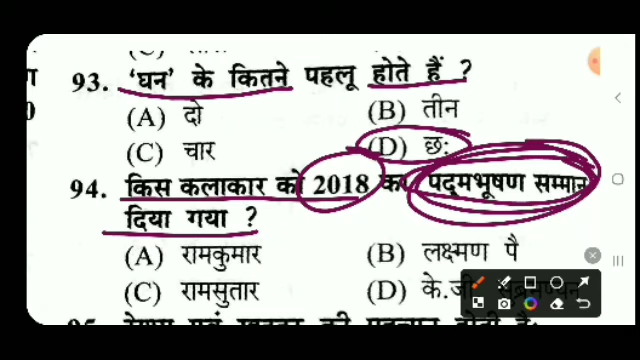 93. 'घन' के कितने पहलू होते हैं ?
(A) दो (B) तीन
(C) चार (D) छः
94. किस कलाकार को 2018 का पद्मभूषण सम्मान
दिया गया ?
(A) रामकुमार (B) लक्ष्मण पै
(C) रामसुतार (D) के.जी.